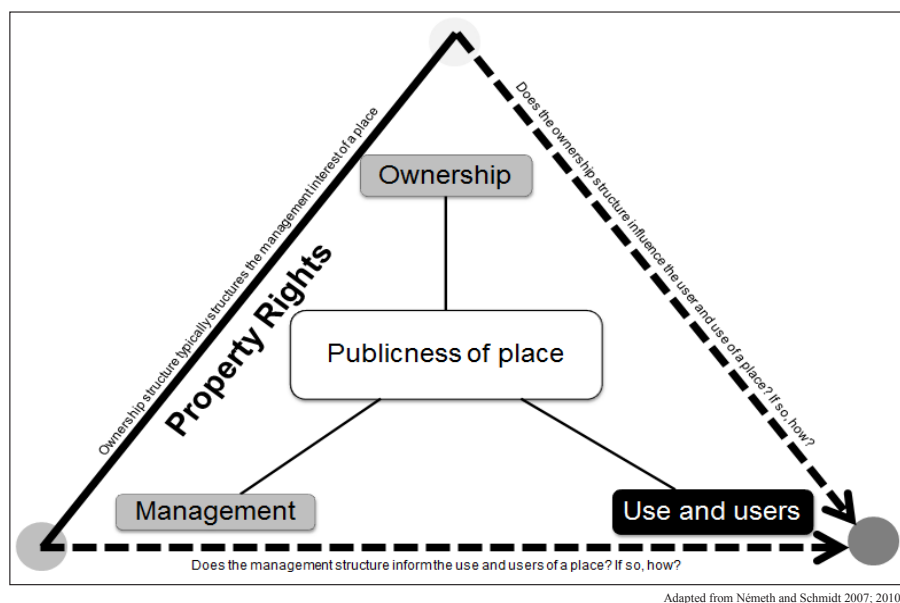 Ownership structure typically structures the management interest of a place
Does the ownership structure influence the user and use of a place? If so, how?
Ownership
Property Rights
Publicness of place
Management
Use and users
Does the management structure inform the use and users of a place? If so, how?
Adapted from Németh and Schmidt 2007; 2010